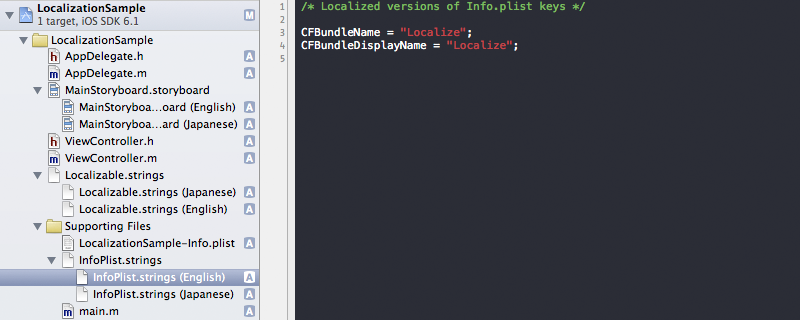 LocalizationSample M
1 target, iOS SDK 6.1
LocalizationSample
AppDelegate.h A
AppDelegate.m A
MainStoryboard.storyboard
MainStoryboa...oard (English) A
MainStoryboa...ard (Japanese) A
ViewController.h A
ViewController.m A
Localizable.strings
Localizable.strings (Japanese) A
Localizable.strings (English) A
Supporting Files
LocalizationSample-Info.plist A
InfoPlist.strings
InfoPlist.strings (English) A
InfoPlist.strings (Japanese) A
main.m A
1 /* Localized versions of Info.plist keys */
2
3 CFBundleName = "Localize";
4 CFBundleDisplayName = "Localize";
5